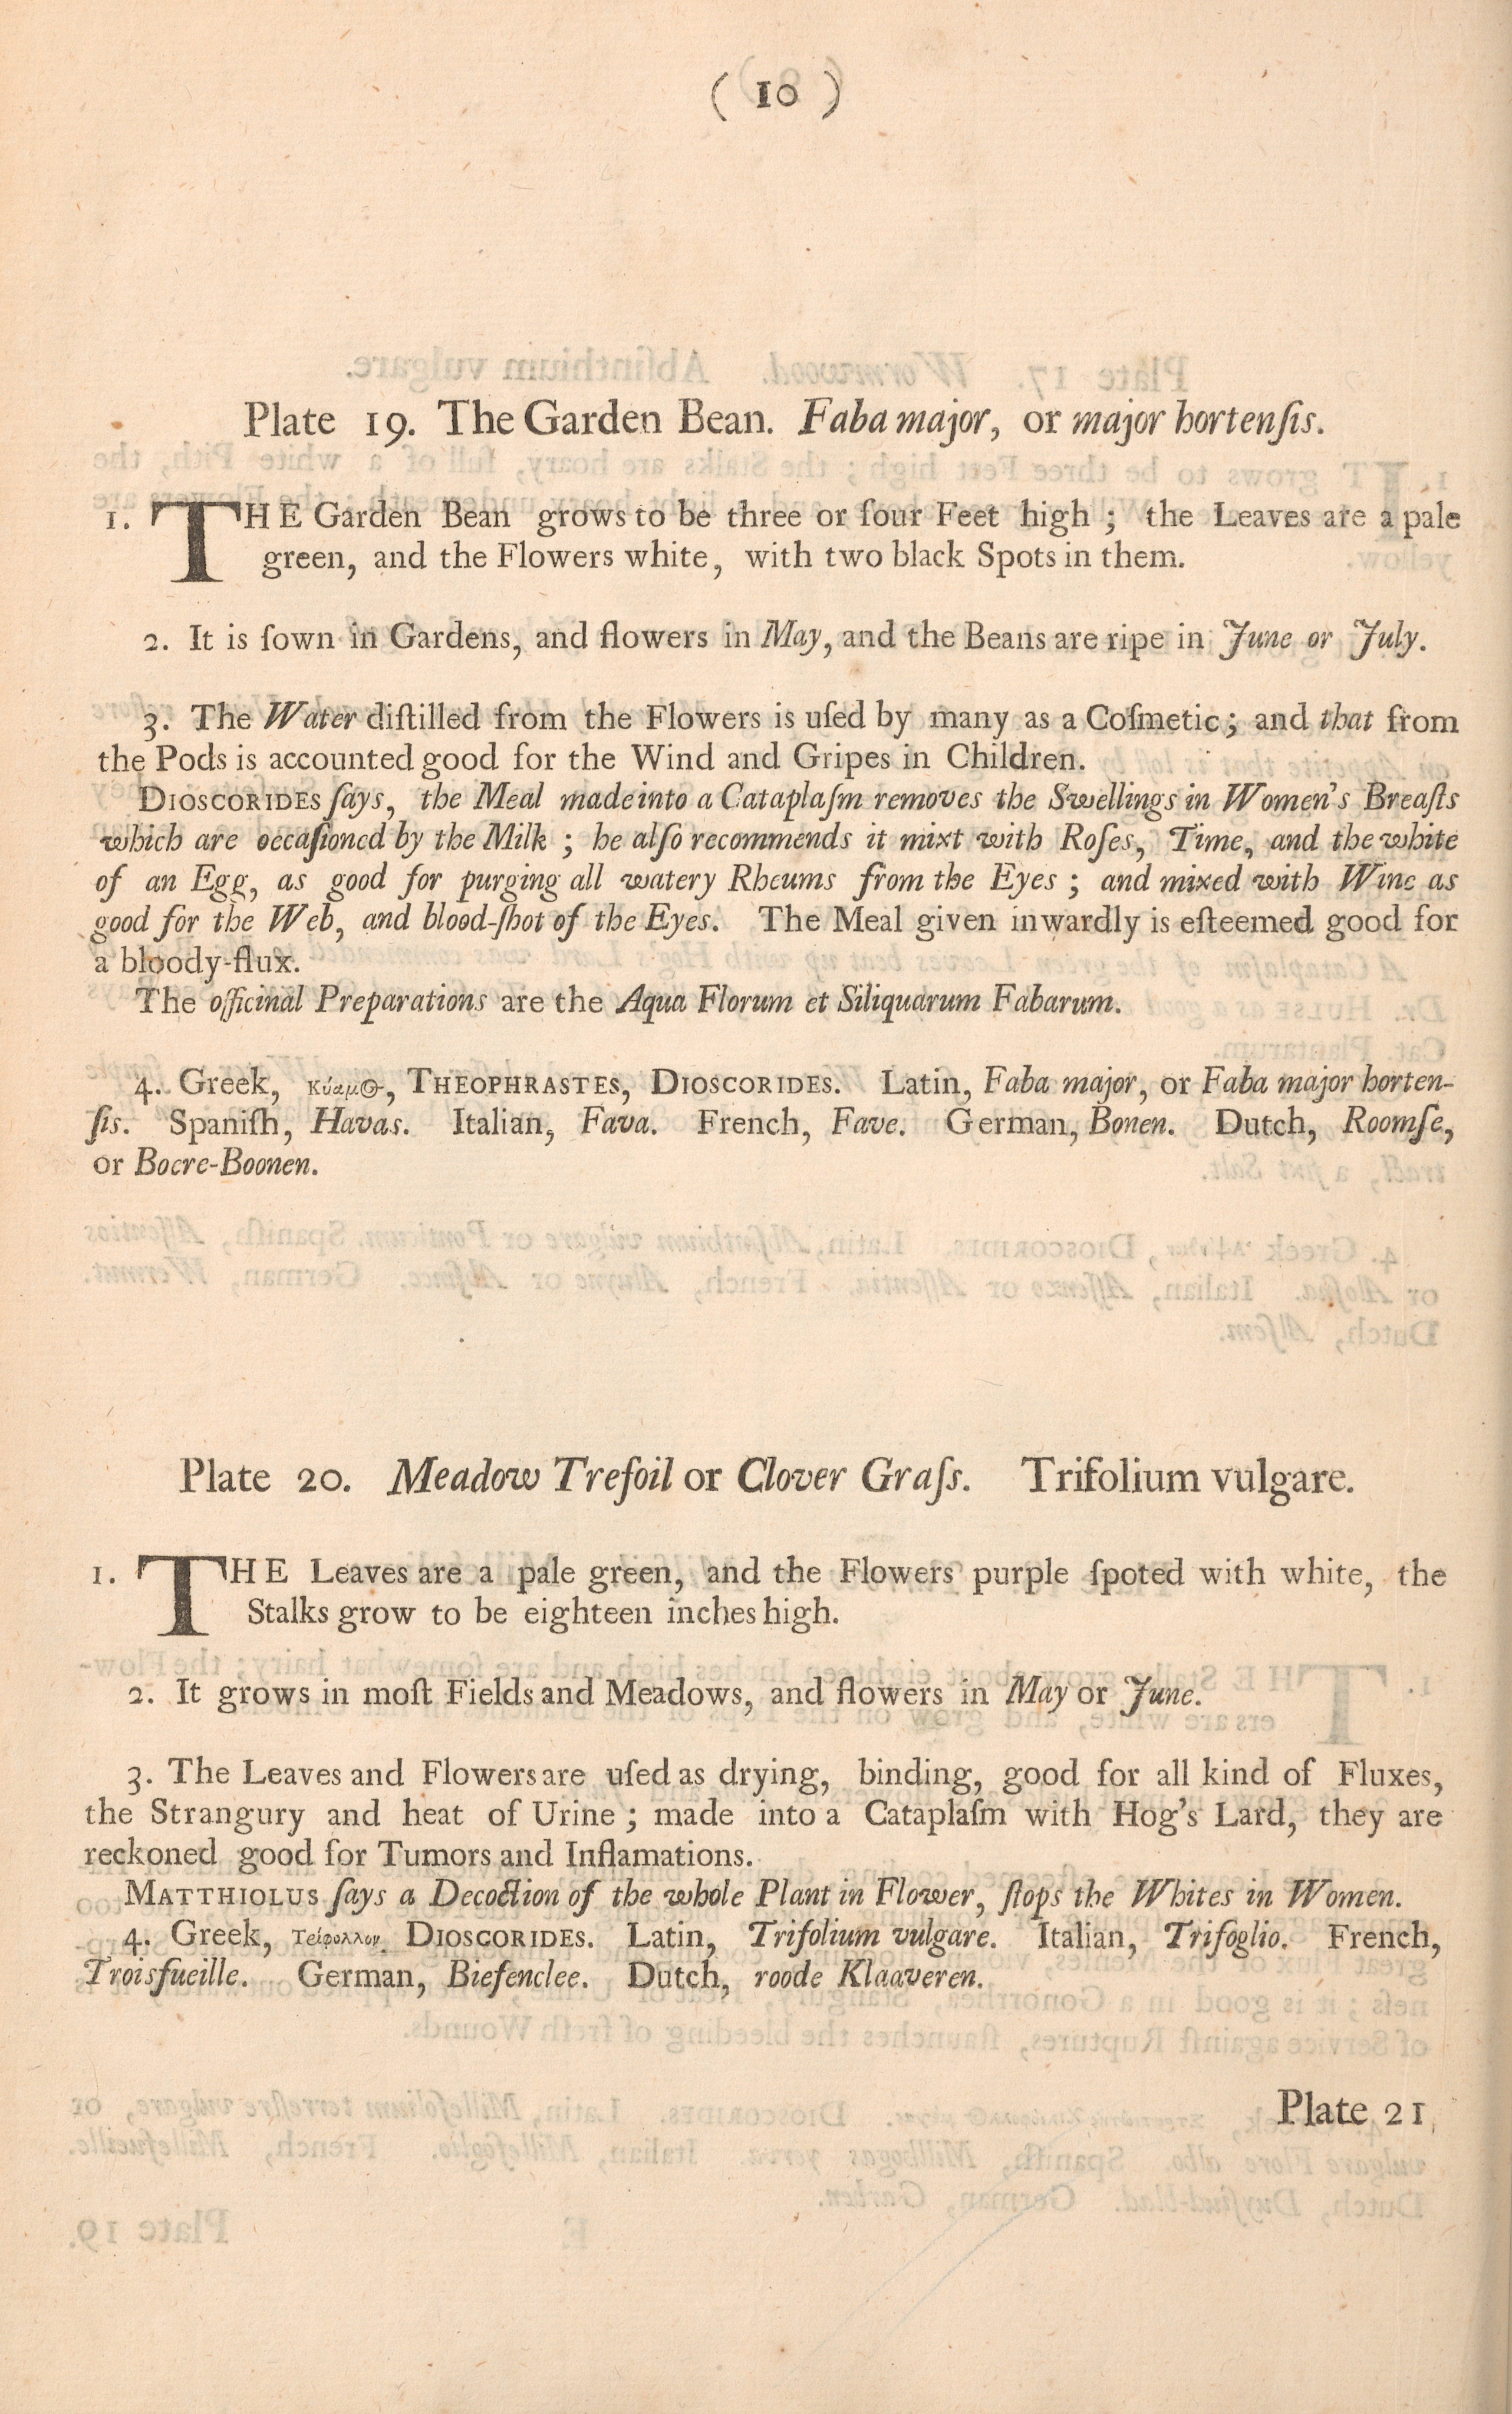 ( 10 )
Plate 19. The Garden Bean. Faba major, or major hortenſis.
1. THE Garden Bean grows to be three or four Feet high ; the Leaves are a pale
green, and the Flowers white, with two black Spots in them.
2. It is ſown in Gardens, and flowers in May, and the Beans are ripe in June or July.
3. The Water diſtilled from the Flowers is uſed by many as a Coſmetic ; and that from
the Pods is accounted good for the Wind and Gripes in Children.
DIOSCORIDES ſays, the Meal made into a Cataplaſm removes the Swellings in Women's Breaſts
which are occaſioned by the Milk ; he alſo recommends it mixt with Roſes, Time, and the white
of an Egg, as good for purging all watery Rheums from the Eyes ; and mixed with Wine as
good for the Web, and blood-ſhot of the Eyes. The Meal given inwardly is eſteemed good for
a bloody-flux.
The officinal Preparations are the Aqua Florum et Siliquarum Fabarum.
4. Greek, Κύαμος, THEOPHRASTES, DIOSCORIDES. Latin, Faba major, or Faba major horten-
ſis. Spaniſh, Havas. Italian, Fava. French, Fave. German, Bonen. Dutch, Roomſe,
or Bocre-Boonen.
Plate 20. Meadow Trefoil or Clover Graſs. Trifolium vulgare.
1. THE Leaves are a pale green, and the Flowers purple ſpoted with white, the
Stalks grow to be eighteen inches high.
2. It grows in moſt Fields and Meadows, and flowers in May or June.
3. The Leaves and Flowers are uſed as drying, binding, good for all kind of Fluxes,
the Strangury and heat of Urine ; made into a Cataplaſm with Hog's Lard, they are
reckoned good for Tumors and Inflamations.
MATTHIOLUS ſays a Decoction of the whole Plant in Flower, ſtops the Whites in Women.
4. Greek, Τρίφολλον, DIOSCORIDES. Latin, Trifolium vulgare. Italian, Trifoglio. French,
Troisfueille. German, Bieſenclee. Dutch, roode Klaaveren.
Plate 21